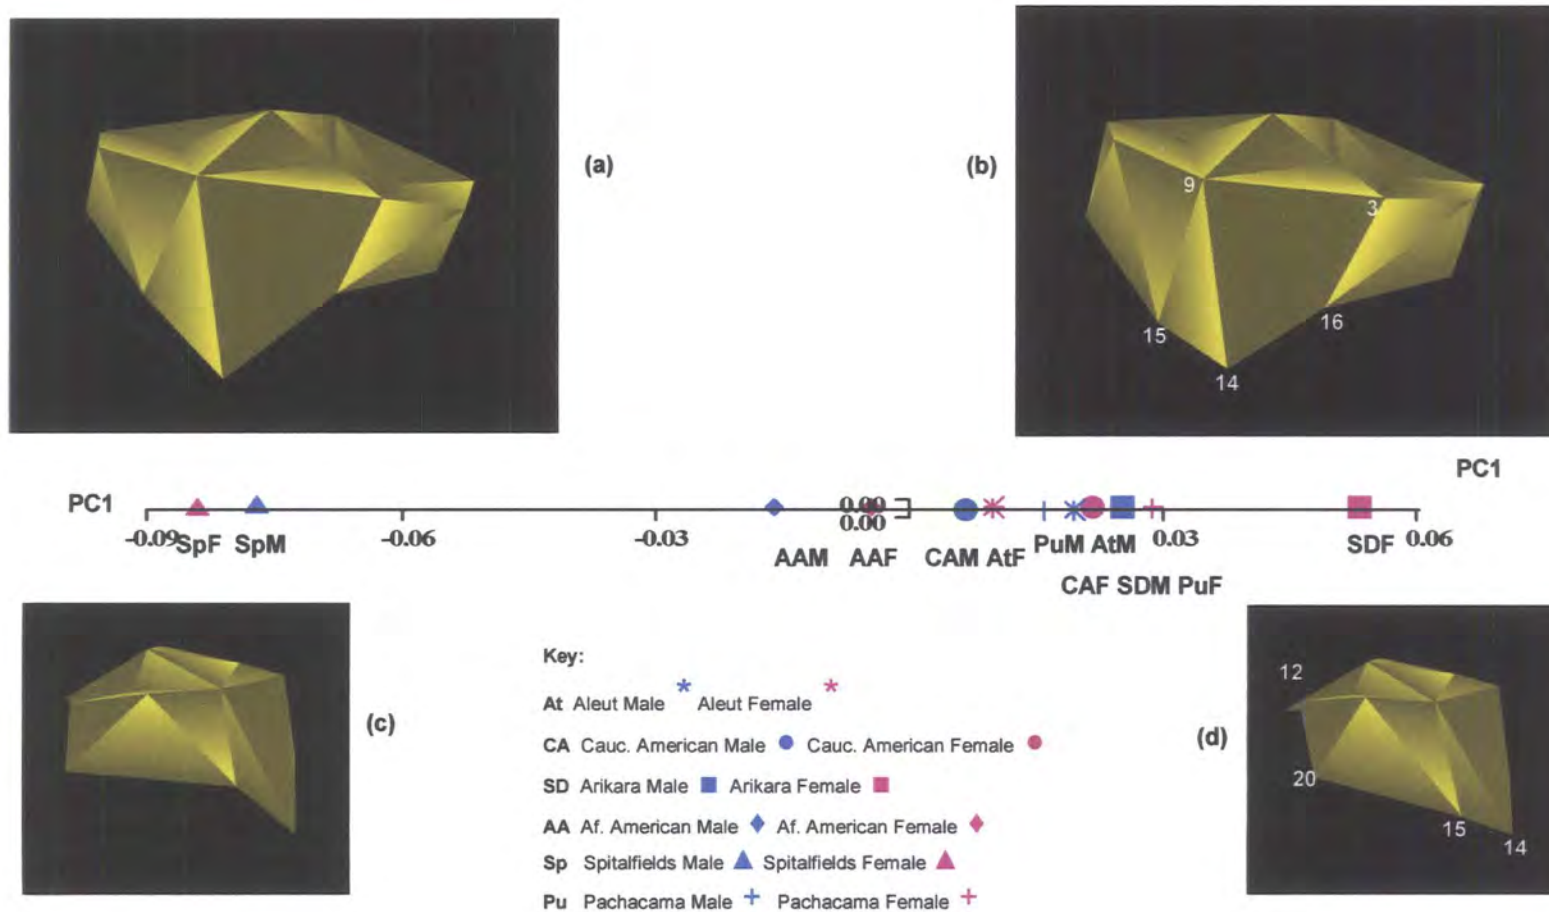 (a)
(b)
9
3
15
16
14
PC1
PC1
0.00
0.00
-0.09
-0.06
-0.03
0.03
0.06
SpF SpM
AAM AAF
CAM AtF
PuM AtM
SDF
CAF SDM PuF
(c)
(d)
12
20
15
14
Key:
At Aleut Male * Aleut Female *
CA Cauc. American Male Cauc. American Female
SD Arikara Male Arikara Female
AA Af. American Male Af. American Female
Sp Spitalfields Male Spitalfields Female
Pu Pachacama Male + Pachacama Female +